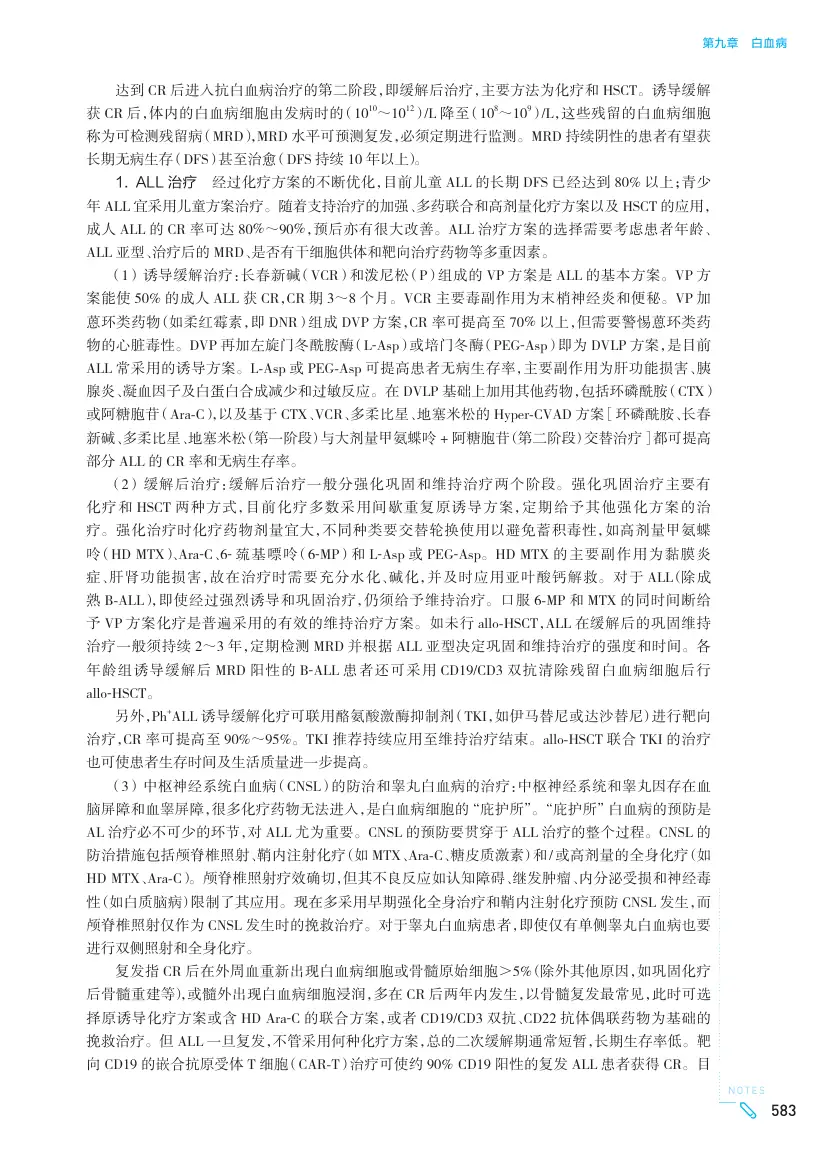 第九章 白血病
达到 CR 后进入抗白血病治疗的第二阶段,即缓解后治疗,主要方法为化疗和 HSCT。诱导缓解
获 CR 后,体内的白血病细胞由发病时的（10¹⁰～10¹²）/L 降至（10⁸～10⁹）/L,这些残留的白血病细胞
称为可检测残留病（MRD）,MRD 水平可预测复发,必须定期进行监测。MRD 持续阴性的患者有望获
长期无病生存（DFS）甚至治愈（DFS 持续 10 年以上）。
1. ALL 治疗 经过化疗方案的不断优化,目前儿童 ALL 的长期 DFS 已经达到 80% 以上;青少
年 ALL 宜采用儿童方案治疗。随着支持治疗的加强、多药联合和高剂量化疗方案以及 HSCT 的应用,
成人 ALL 的 CR 率可达 80%～90%,预后亦有很大改善。ALL 治疗方案的选择需要考虑患者年龄、
ALL 亚型、治疗后的 MRD、是否有干细胞供体和靶向治疗药物等多重因素。
（1）诱导缓解治疗:长春新碱（VCR）和泼尼松（P）组成的 VP 方案是 ALL 的基本方案。VP 方
案能使 50% 的成人 ALL 获 CR,CR 期 3～8 个月。VCR 主要毒副作用为末梢神经炎和便秘。VP 加
蒽环类药物（如柔红霉素,即 DNR）组成 DVP 方案,CR 率可提高至 70% 以上,但需要警惕蒽环类药
物的心脏毒性。DVP 再加左旋门冬酰胺酶（L-Asp）或培门冬酶（PEG-Asp）即为 DVLP 方案,是目前
ALL 常采用的诱导方案。L-Asp 或 PEG-Asp 可提高患者无病生存率,主要副作用为肝功能损害、胰
腺炎、凝血因子及白蛋白合成减少和过敏反应。在 DVLP 基础上加用其他药物,包括环磷酰胺（CTX）
或阿糖胞苷（Ara-C）,以及基于 CTX、VCR、多柔比星、地塞米松的 Hyper-CVAD 方案［环磷酰胺、长春
新碱、多柔比星、地塞米松（第一阶段）与大剂量甲氨蝶呤 + 阿糖胞苷（第二阶段）交替治疗］都可提高
部分 ALL 的 CR 率和无病生存率。
（2）缓解后治疗:缓解后治疗一般分强化巩固和维持治疗两个阶段。强化巩固治疗主要有
化疗和 HSCT 两种方式,目前化疗多数采用间歇重复原诱导方案,定期给予其他强化方案的治
疗。强化治疗时化疗药物剂量宜大,不同种类要交替轮换使用以避免蓄积毒性,如高剂量甲氨蝶
呤（HD MTX）、Ara-C、6- 巯基嘌呤（6-MP）和 L-Asp 或 PEG-Asp。HD MTX 的主要副作用为黏膜炎
症、肝肾功能损害,故在治疗时需要充分水化、碱化,并及时应用亚叶酸钙解救。对于 ALL（除成
熟 B-ALL）,即使经过强烈诱导和巩固治疗,仍须给予维持治疗。口服 6-MP 和 MTX 的同时间断给
予 VP 方案化疗是普遍采用的有效的维持治疗方案。如未行 allo-HSCT,ALL 在缓解后的巩固维持
治疗一般须持续 2～3 年,定期检测 MRD 并根据 ALL 亚型决定巩固和维持治疗的强度和时间。各
年龄组诱导缓解后 MRD 阳性的 B-ALL 患者还可采用 CD19/CD3 双抗清除残留白血病细胞后行
allo-HSCT。
另外,Ph⁺ALL 诱导缓解化疗可联用酪氨酸激酶抑制剂（TKI,如伊马替尼或达沙替尼）进行靶向
治疗,CR 率可提高至 90%～95%。TKI 推荐持续应用至维持治疗结束。allo-HSCT 联合 TKI 的治疗
也可使患者生存时间及生活质量进一步提高。
（3）中枢神经系统白血病（CNSL）的防治和睾丸白血病的治疗:中枢神经系统和睾丸因存在血
脑屏障和血睾屏障,很多化疗药物无法进入,是白血病细胞的 “庇护所”。“庇护所” 白血病的预防是
AL 治疗必不可少的环节,对 ALL 尤为重要。CNSL 的预防要贯穿于 ALL 治疗的整个过程。CNSL 的
防治措施包括颅脊椎照射、鞘内注射化疗（如 MTX、Ara-C、糖皮质激素）和/或高剂量的全身化疗（如
HD MTX、Ara-C）。颅脊椎照射疗效确切,但其不良反应如认知障碍、继发肿瘤、内分泌受损和神经毒
性（如白质脑病）限制了其应用。现在多采用早期强化全身治疗和鞘内注射化疗预防 CNSL 发生,而
颅脊椎照射仅作为 CNSL 发生时的挽救治疗。对于睾丸白血病患者,即使仅有单侧睾丸白血病也要
进行双侧照射和全身化疗。
复发指 CR 后在外周血重新出现白血病细胞或骨髓原始细胞＞5%（除外其他原因,如巩固化疗
后骨髓重建等）,或髓外出现白血病细胞浸润,多在 CR 后两年内发生,以骨髓复发最常见,此时可选
择原诱导化疗方案或含 HD Ara-C 的联合方案,或者 CD19/CD3 双抗、CD22 抗体偶联药物为基础的
挽救治疗。但 ALL 一旦复发,不管采用何种化疗方案,总的二次缓解期通常短暂,长期生存率低。靶
向 CD19 的嵌合抗原受体 T 细胞（CAR-T）治疗可使约 90% CD19 阳性的复发 ALL 患者获得 CR。目
NOTES
583